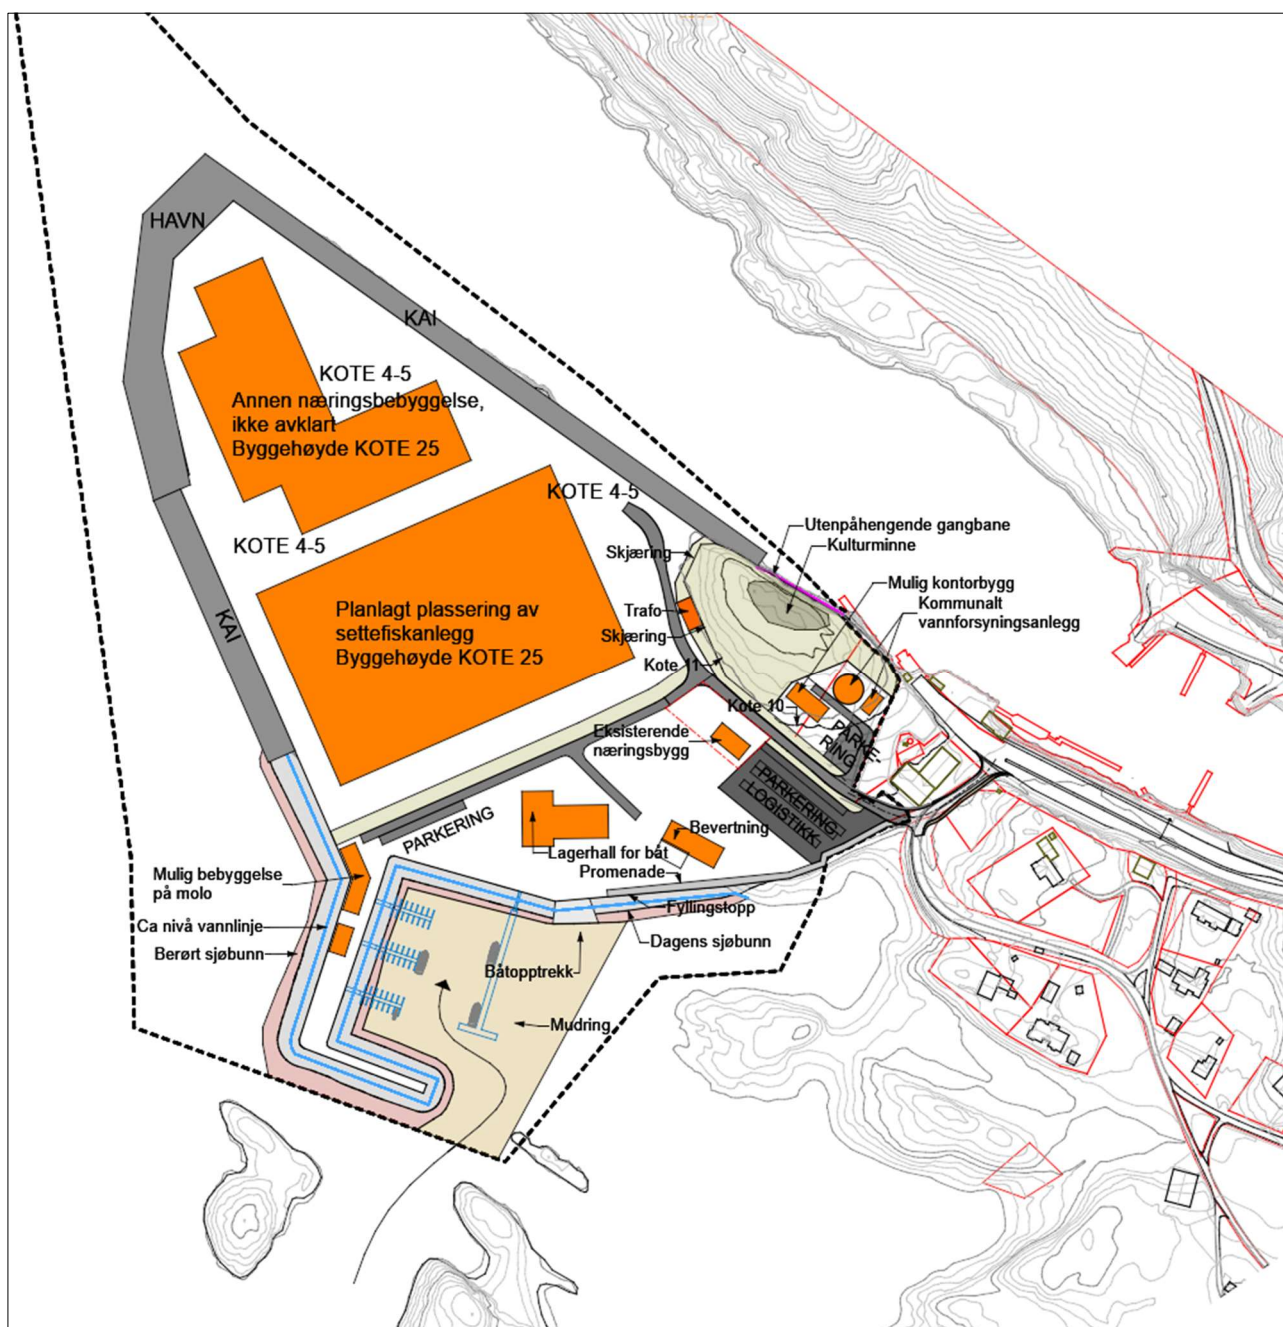 HAVN
KAI
KOTE 4-5
Annen næringsbebyggelse,
ikke avklart
Byggehøyde KOTE 25
KOTE 4-5
KOTE 4-5
KAI
Planlagt plassering av
settefiskanlegg
Byggehøyde KOTE 25
Utenpåhengende gangbane
Kulturminne
Skjæring
Mulig kontorbygg
Kommunalt
vannforsyningsanlegg
Trafo
Skjæring
Kote 11
Kote 10
PARKE-
RING
Eksisterende
næringsbygg
PARKERING
LOGISTIKK
PARKERING
Bevertning
Lagerhall for båt
Promenade
Mulig bebyggelse
på molo
Fyllingstopp
Ca nivå vannlinje
Dagens sjøbunn
Berørt sjøbunn
Båtopptrekk
Mudring